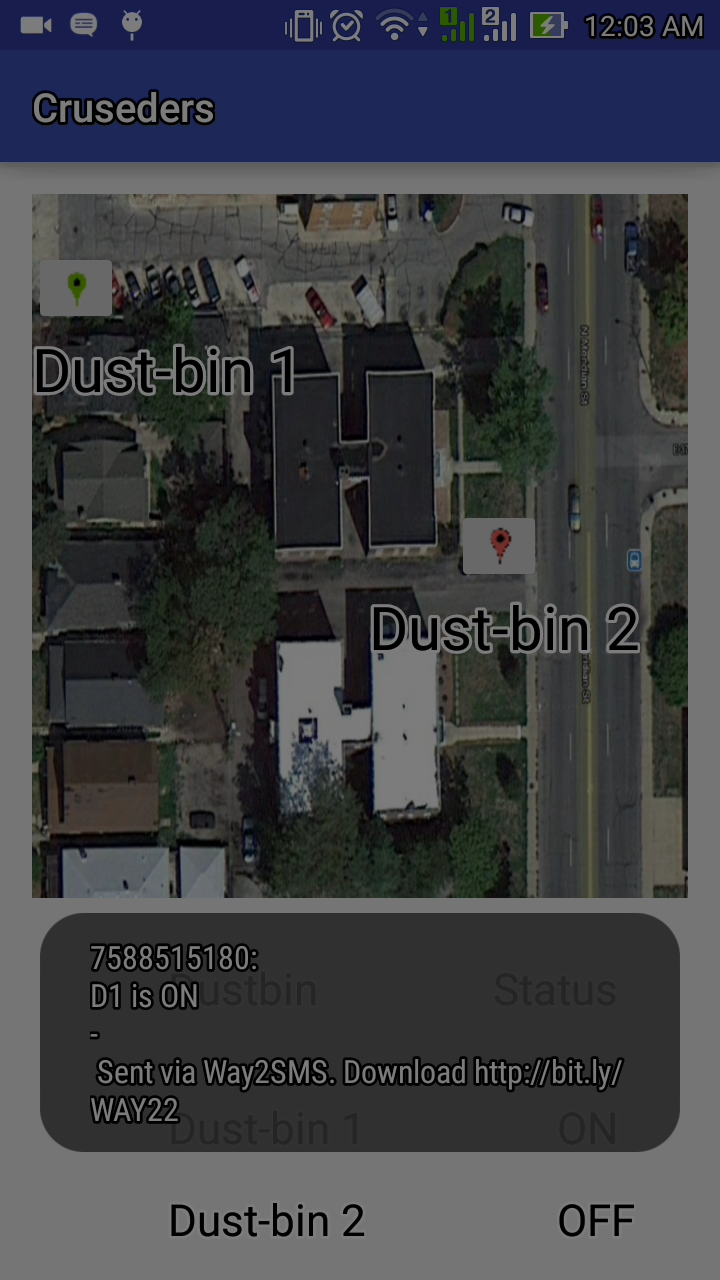 1 2 12:03 AM
Cruseders
N Meridian St
Dust-bin 1
Dust-bin 2
7588515180:
D1 is ON
-
Sent via Way2SMS. Download http://bit.ly/
WAY22
Dustbin Status
Dust-bin 1 ON
Dust-bin 2 OFF